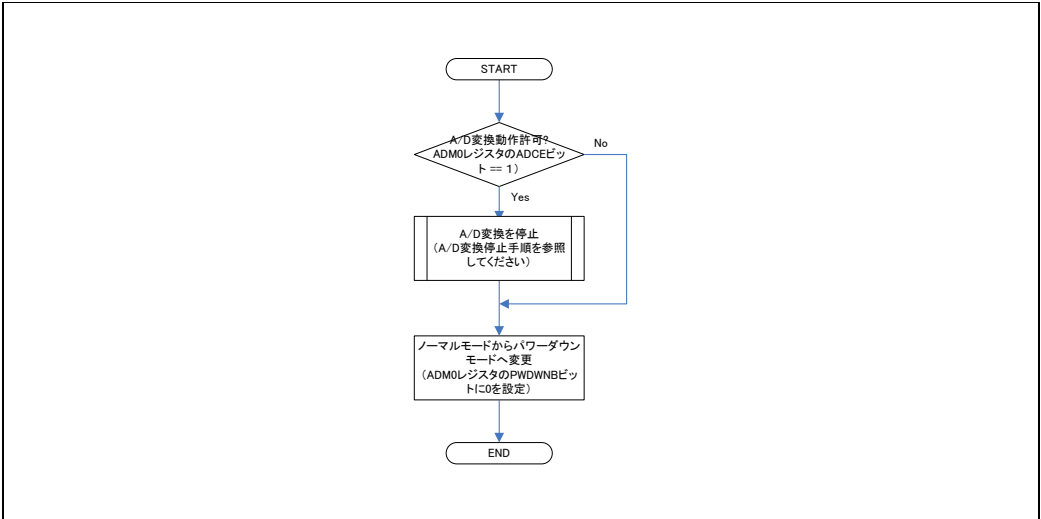 START
A/D変換動作許可?
ADM0レジスタのADCEビッ
ト == 1)
No
Yes
A/D変換を停止
(A/D変換停止手順を参照
してください)
ノーマルモードからパワーダウン
モードへ変更
(ADM0レジスタのPWDWNBビッ
トに0を設定)
END